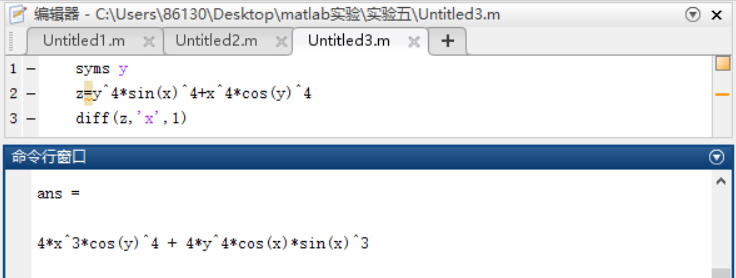 编辑器 - C:\Users\86130\Desktop\matlab实验\实验五\Untitled3.m
Untitled1.m Untitled2.m Untitled3.m
1 - syms y
2 - z=y^4*sin(x)^4+x^4*cos(y)^4
3 - diff(z,'x',1)
命令行窗口
ans =
4*x^3*cos(y)^4 + 4*y^4*cos(x)*sin(x)^3